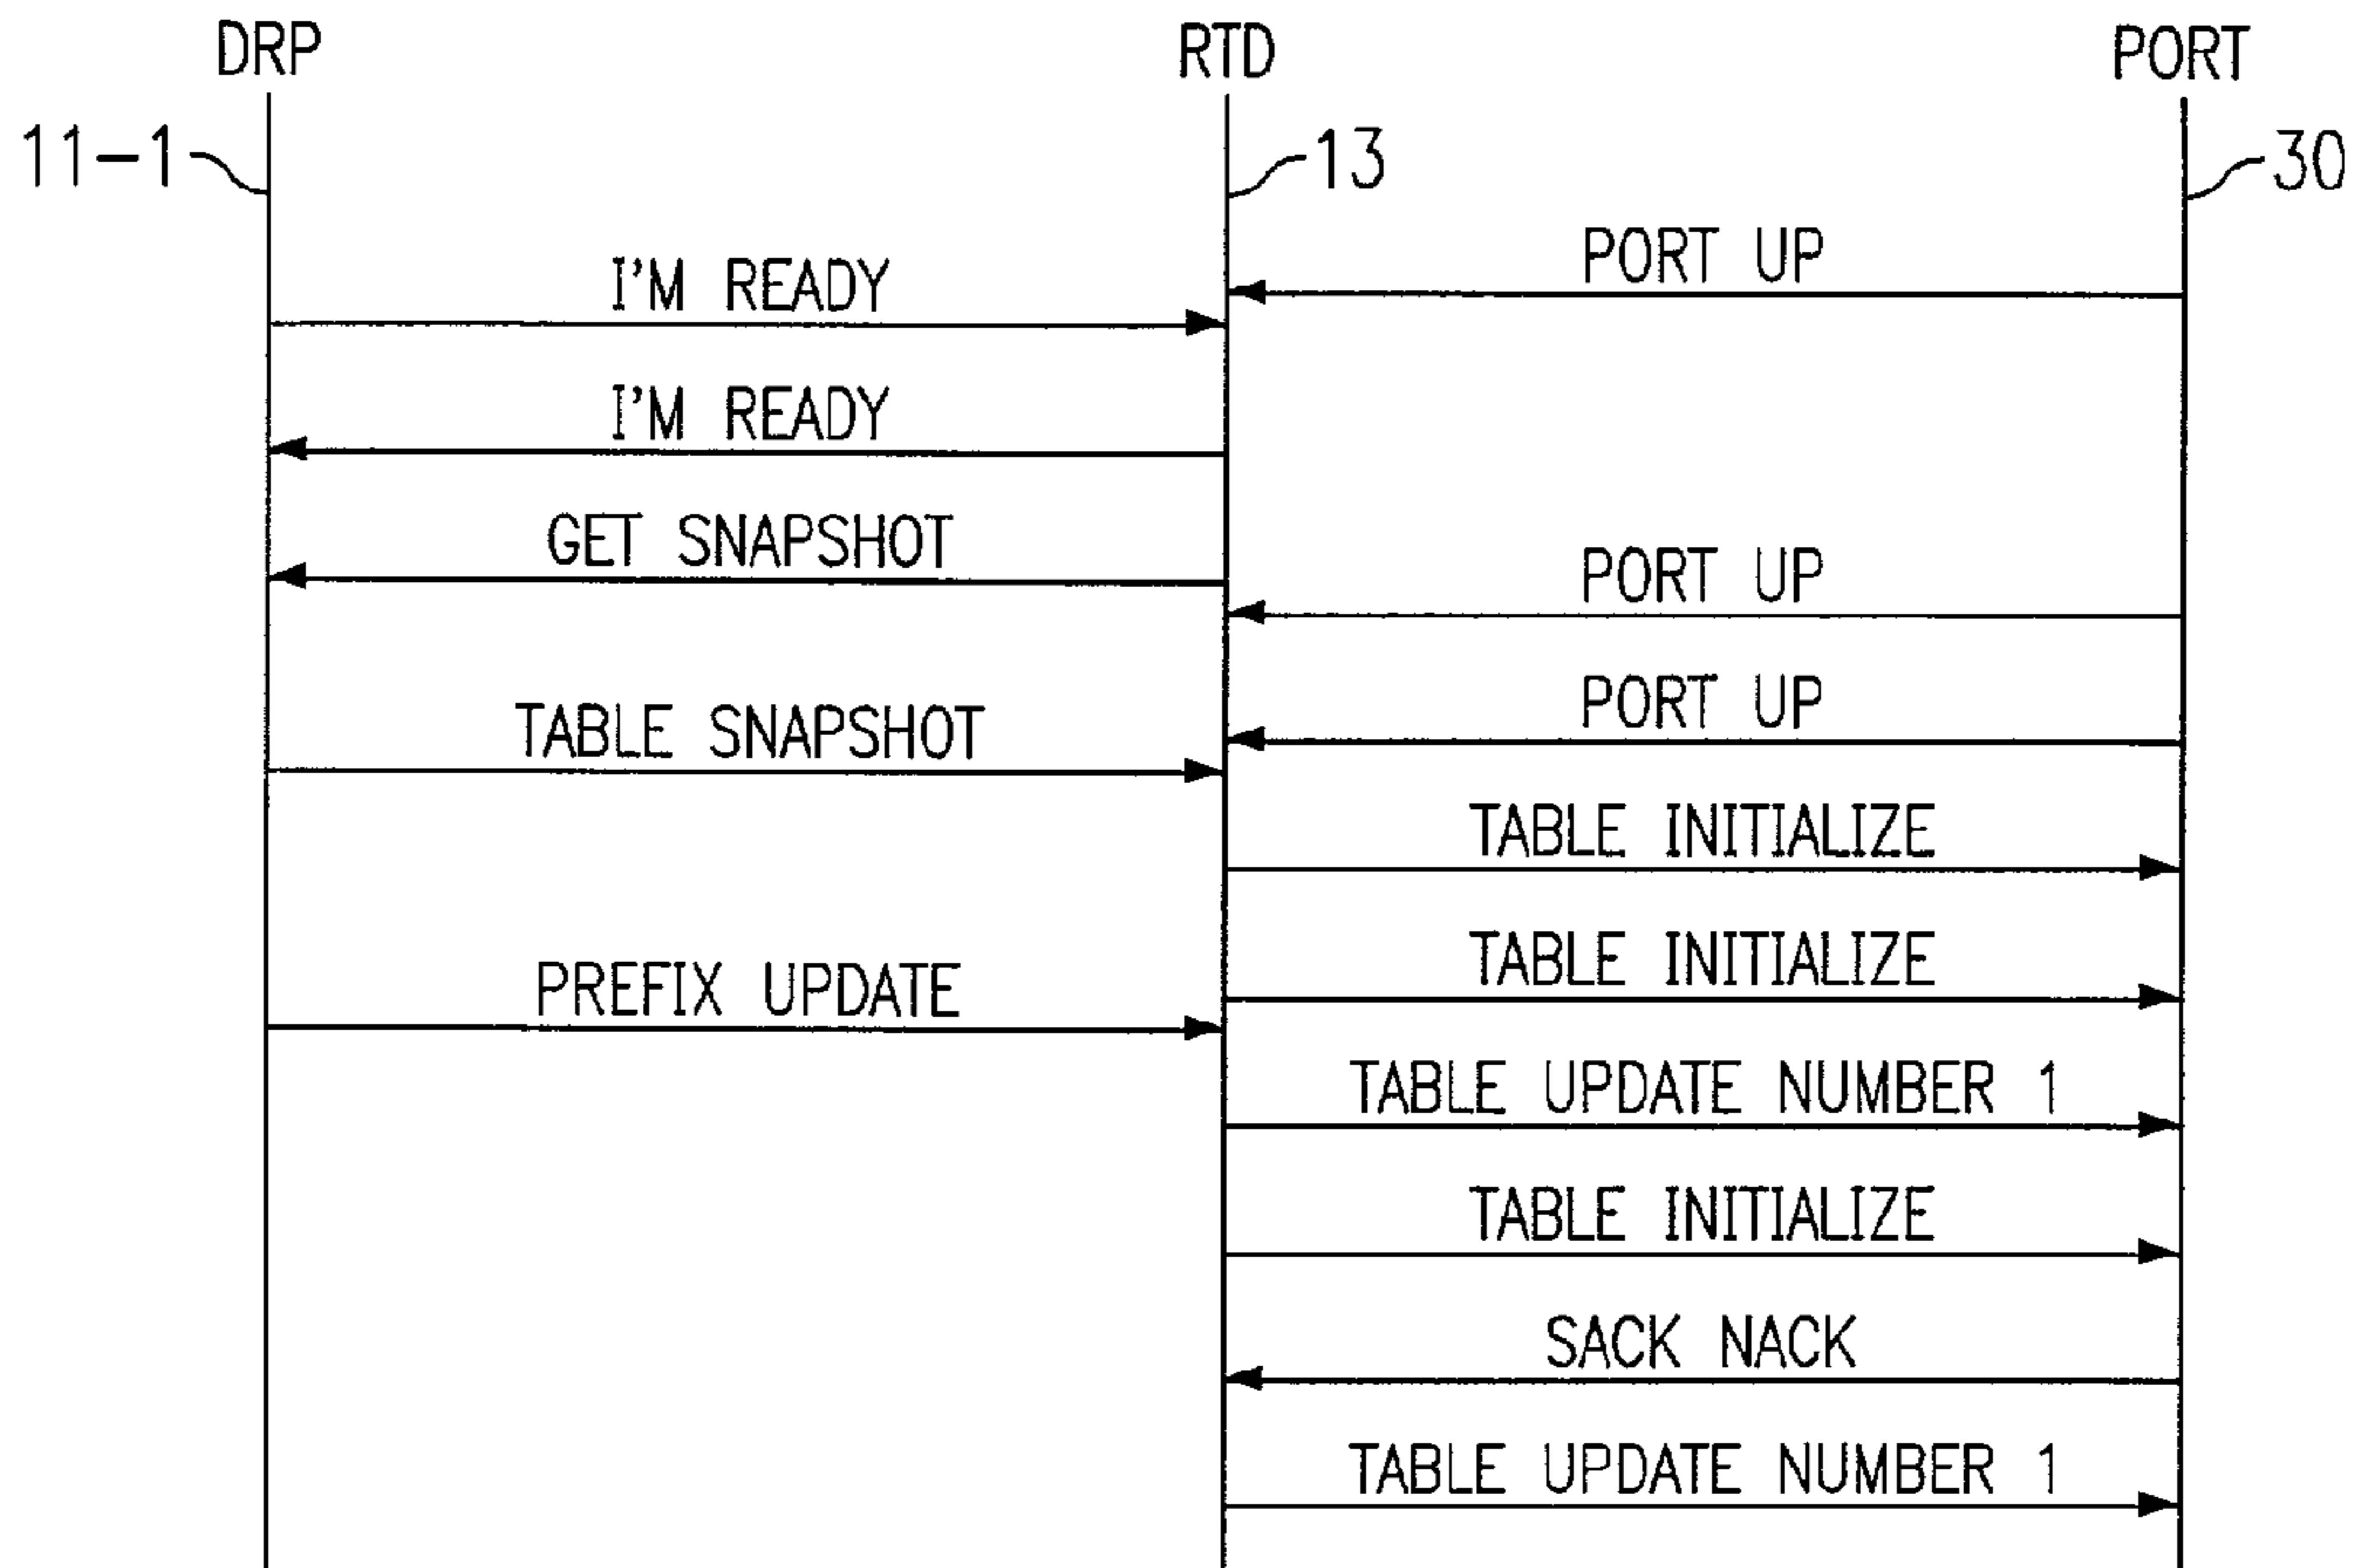 DRP RTD PORT
11-1 13 30
PORT UP
I'M READY
I'M READY
GET SNAPSHOT
PORT UP
PORT UP
TABLE SNAPSHOT
TABLE INITIALIZE
TABLE INITIALIZE
PREFIX UPDATE
TABLE UPDATE NUMBER 1
TABLE INITIALIZE
SACK NACK
TABLE UPDATE NUMBER 1